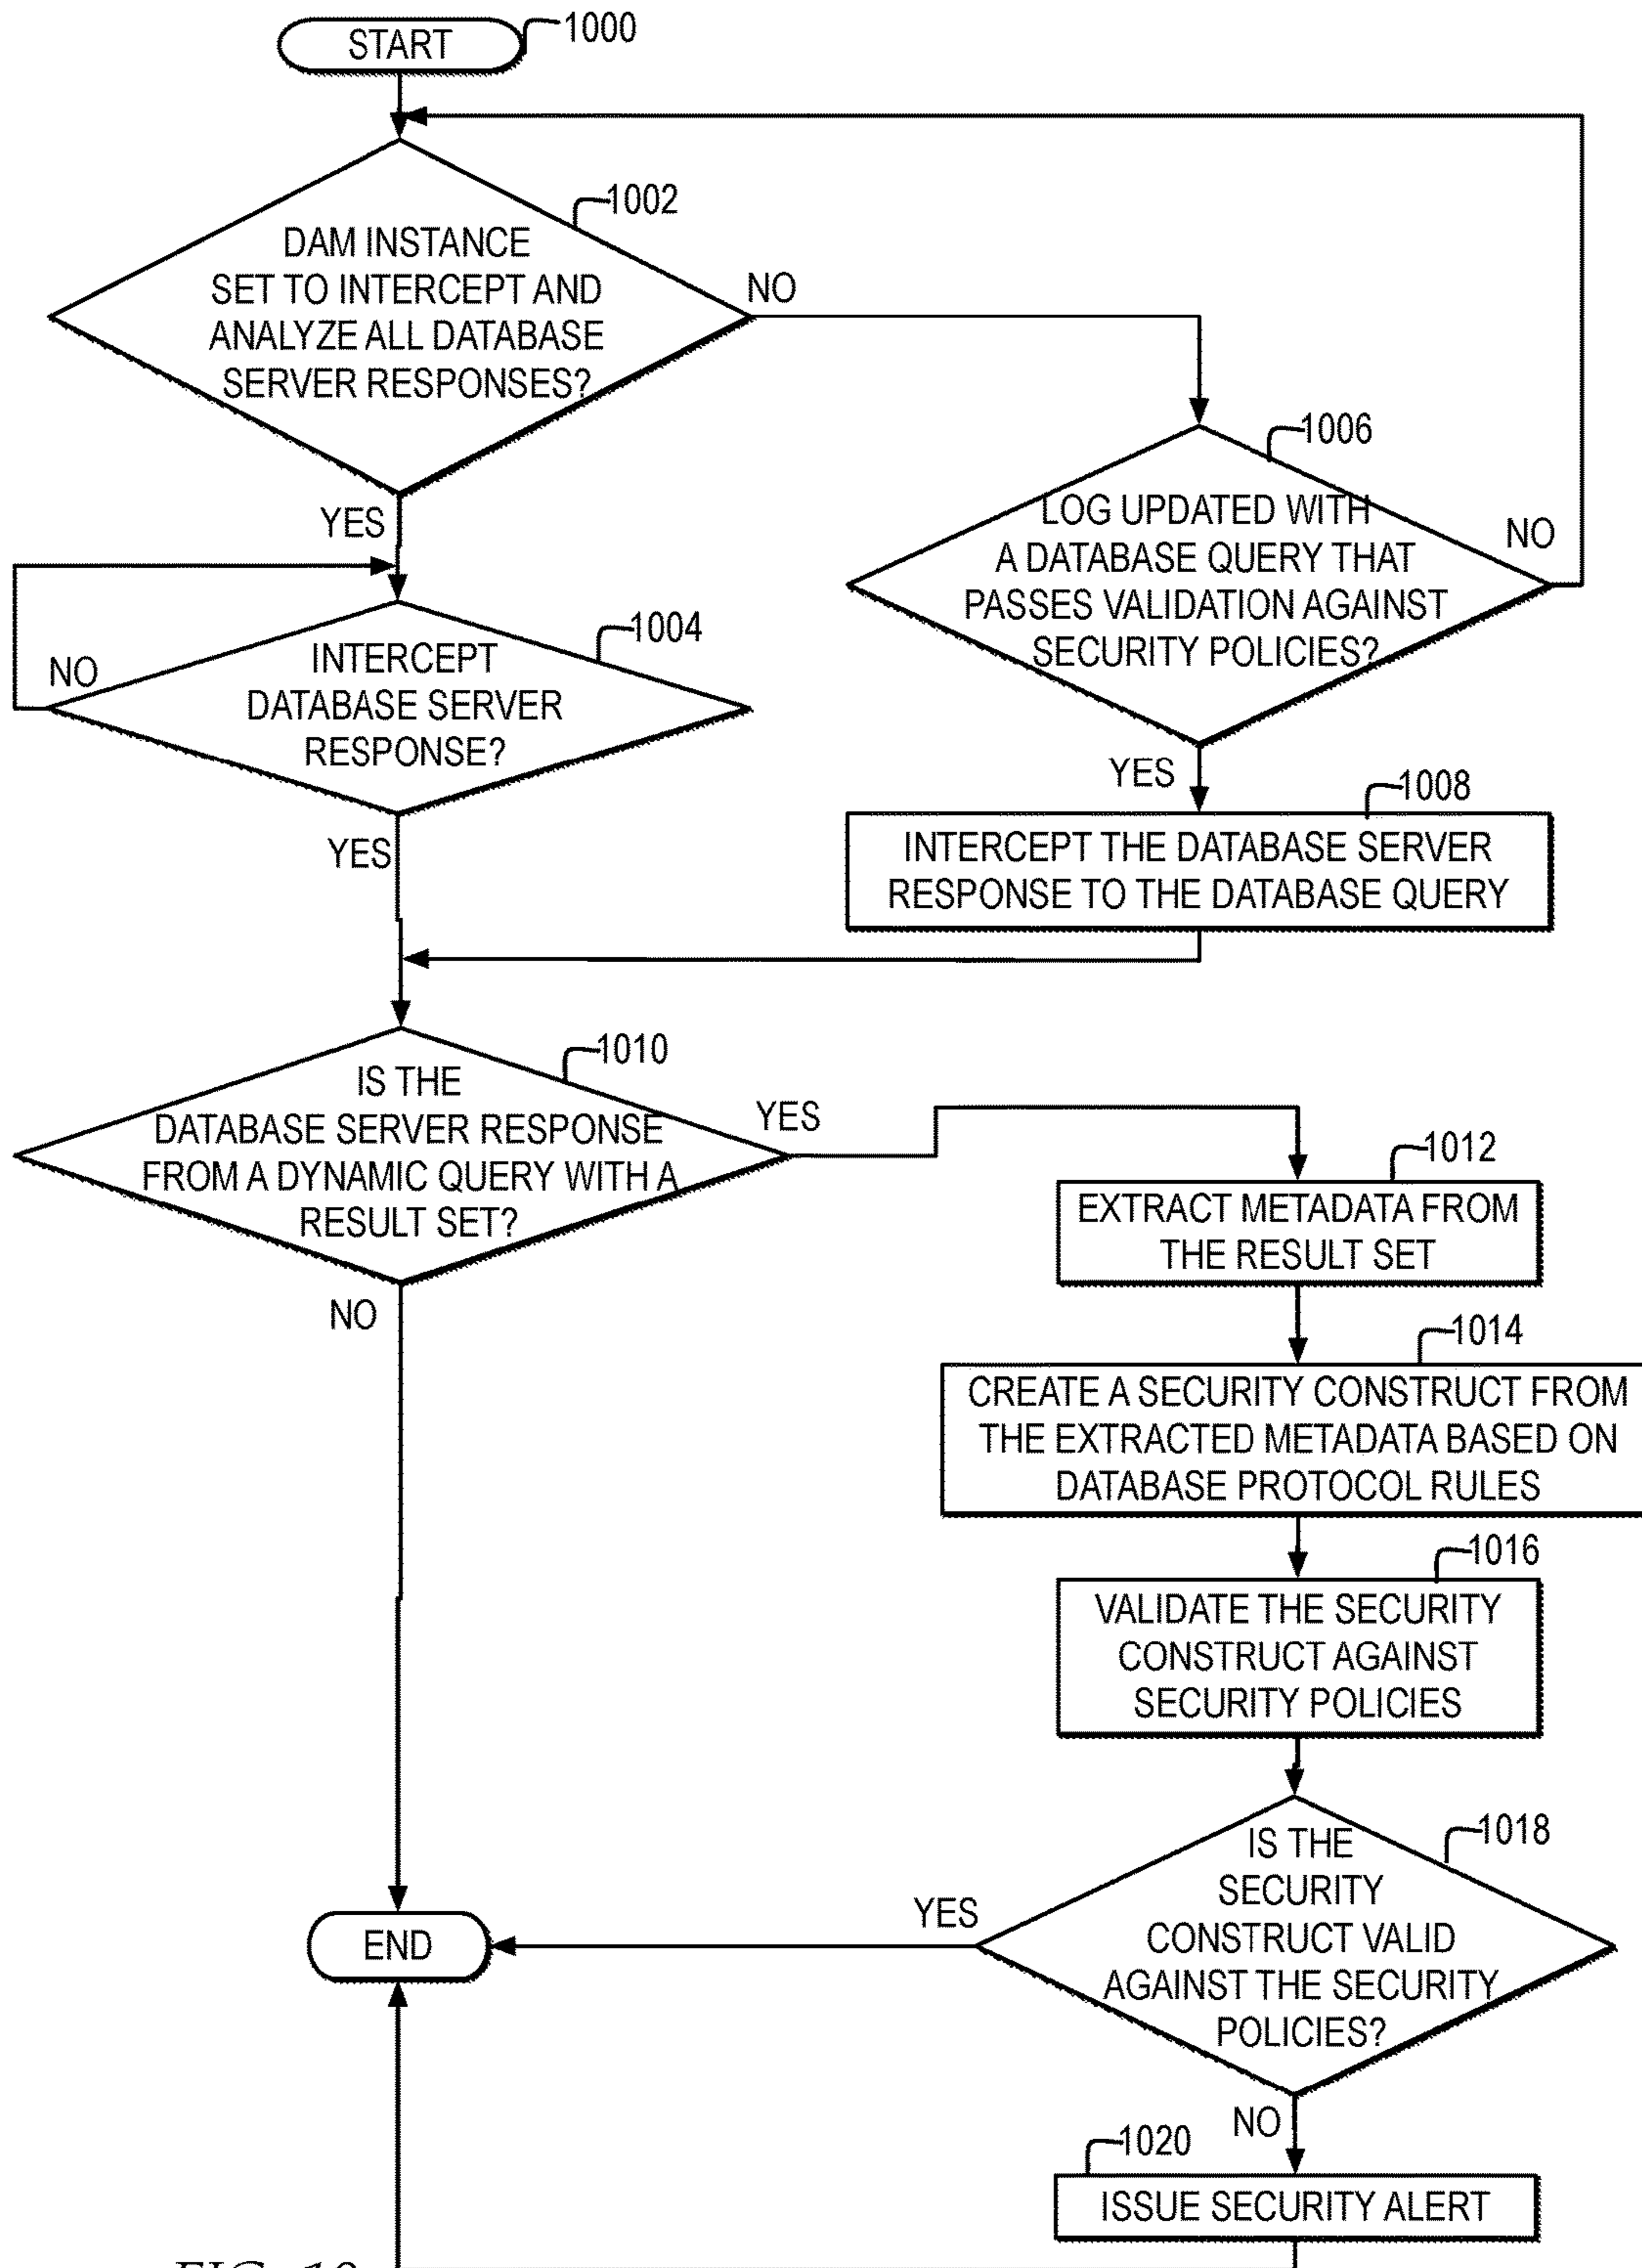 START
1000
1002
DAM INSTANCE
SET TO INTERCEPT AND
ANALYZE ALL DATABASE
SERVER RESPONSES?
NO
YES
1006
LOG UPDATED WITH
A DATABASE QUERY THAT
PASSES VALIDATION AGAINST
SECURITY POLICIES?
NO
YES
1004
INTERCEPT
DATABASE SERVER
RESPONSE?
NO
YES
1008
INTERCEPT THE DATABASE SERVER
RESPONSE TO THE DATABASE QUERY
1010
IS THE
DATABASE SERVER RESPONSE
FROM A DYNAMIC QUERY WITH A
RESULT SET?
YES
NO
1012
EXTRACT METADATA FROM
THE RESULT SET
1014
CREATE A SECURITY CONSTRUCT FROM
THE EXTRACTED METADATA BASED ON
DATABASE PROTOCOL RULES
1016
VALIDATE THE SECURITY
CONSTRUCT AGAINST
SECURITY POLICIES
1018
IS THE
SECURITY
CONSTRUCT VALID
AGAINST THE SECURITY
POLICIES?
YES
END
NO
1020
ISSUE SECURITY ALERT
FIG. 10